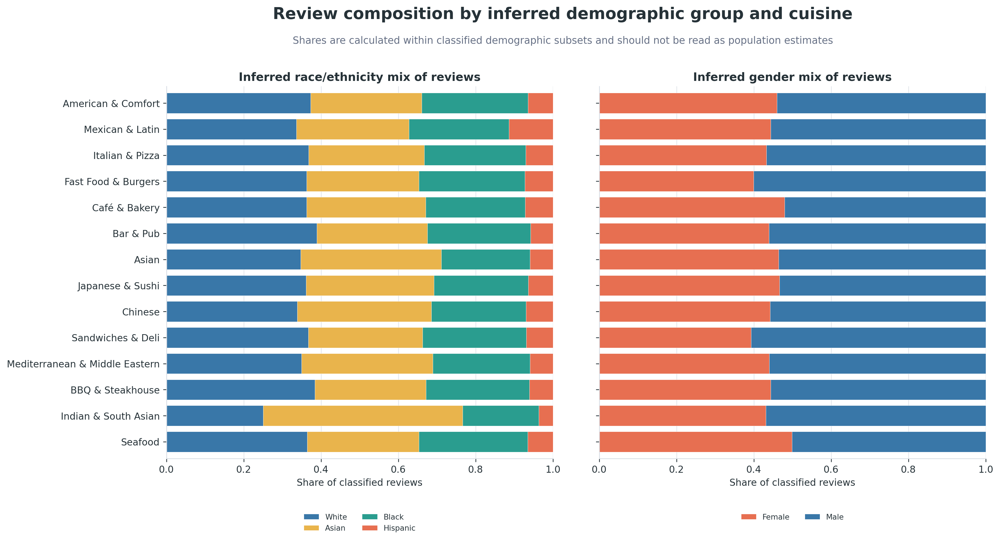 Review composition by inferred demographic group and cuisine
Shares are calculated within classified demographic subsets and should not be read as population estimates
Inferred race/ethnicity mix of reviews
American & Comfort
Mexican & Latin
Italian & Pizza
Fast Food & Burgers
Café & Bakery
Bar & Pub
Asian
Japanese & Sushi
Chinese
Sandwiches & Deli
Mediterranean & Middle Eastern
BBQ & Steakhouse
Indian & South Asian
Seafood
0.0 0.2 0.4 0.6 0.8 1.0
Share of classified reviews
White Black
Asian Hispanic
Inferred gender mix of reviews
0.0 0.2 0.4 0.6 0.8 1.0
Share of classified reviews
Female Male